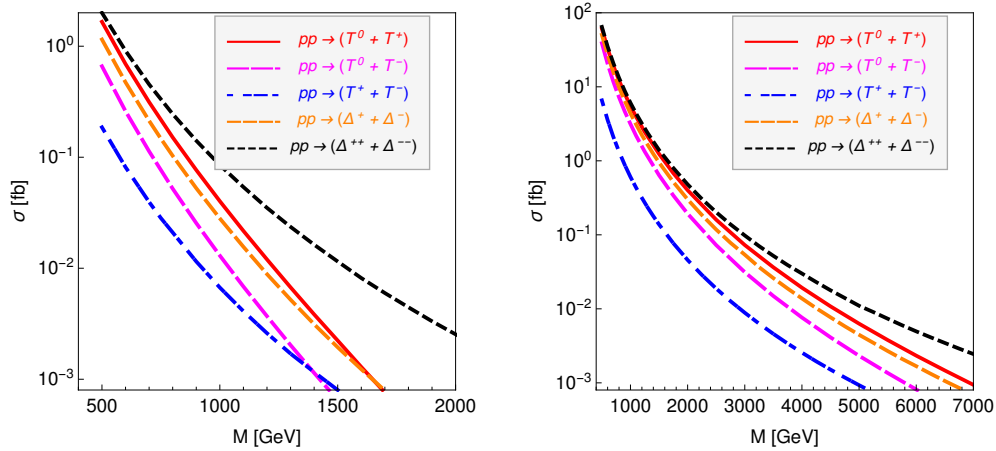 pp → (T⁰ + T⁺)
pp → (T⁰ + T⁻)
pp → (T⁺ + T⁻)
pp → (Δ⁺ + Δ⁻)
pp → (Δ⁺⁺ + Δ⁻⁻)
10⁰
10⁻¹
10⁻²
10⁻³
σ [fb]
500 1000 1500 2000
M [GeV]
pp → (T⁰ + T⁺)
pp → (T⁰ + T⁻)
pp → (T⁺ + T⁻)
pp → (Δ⁺ + Δ⁻)
pp → (Δ⁺⁺ + Δ⁻⁻)
10²
10¹
10⁰
10⁻¹
10⁻²
10⁻³
σ [fb]
1000 2000 3000 4000 5000 6000 7000
M [GeV]